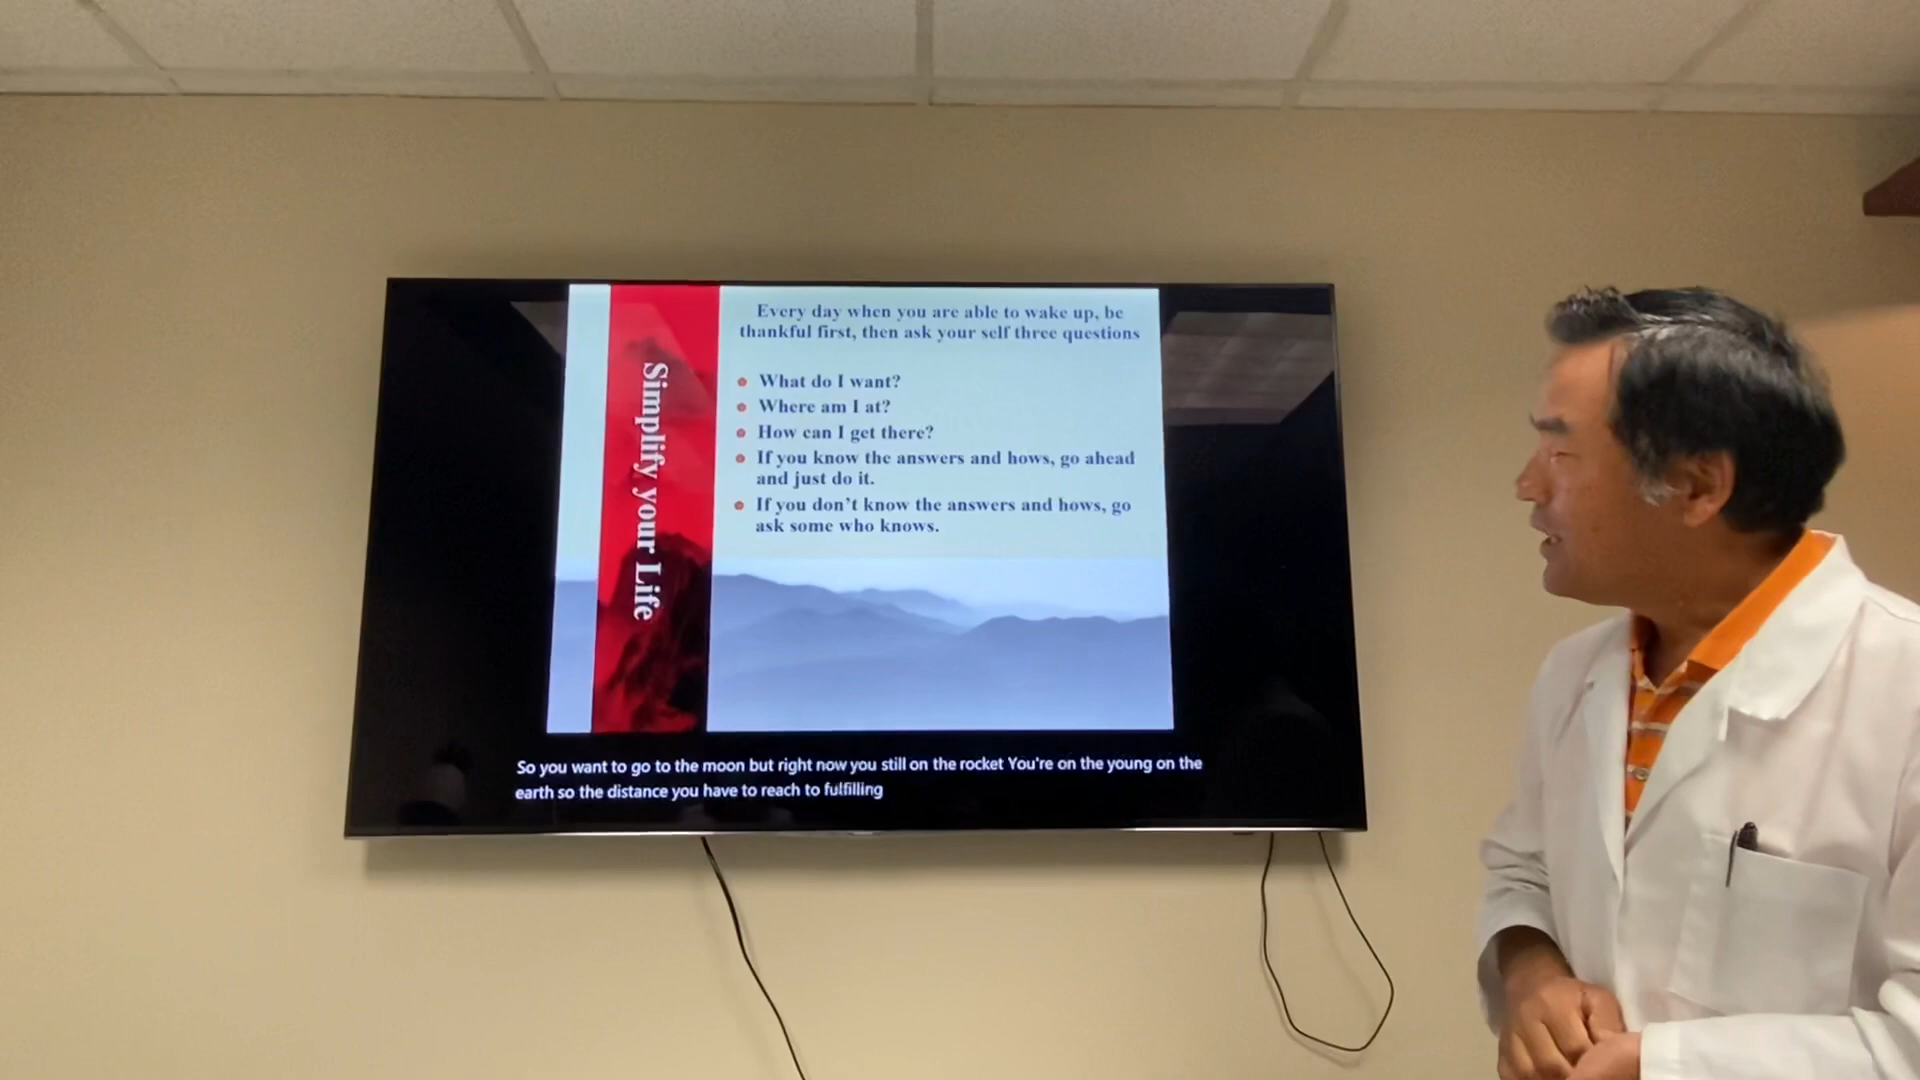 Simplify your Life
Every day when you are able to wake up, be
thankful first, then ask your self three questions
What do I want?
Where am I at?
How can I get there?
If you know the answers and hows, go ahead
and just do it.
If you don’t know the answers and hows, go
ask some who knows.
So you want to go to the moon but right now you still on the rocket You're on the young on the
earth so the distance you have to reach to fulfilling